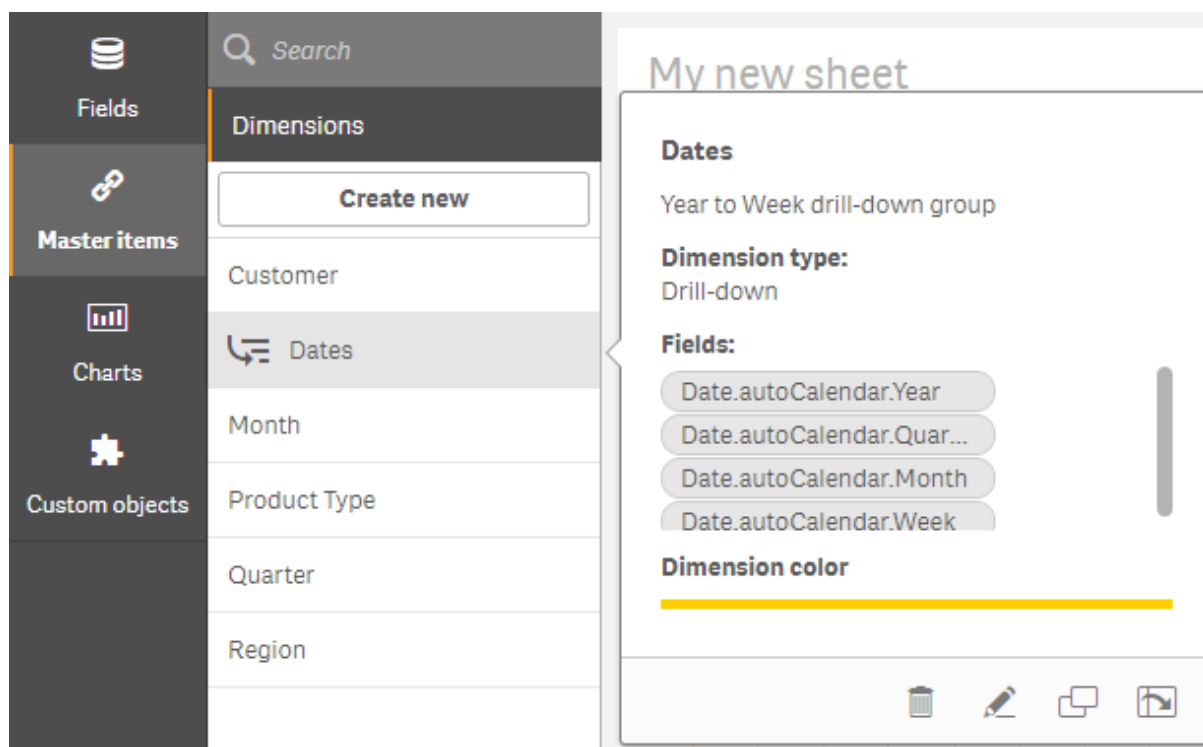 Fields
Master items
Charts
Custom objects
Search
Dimensions
Create new
Customer
Dates
Month
Product Type
Quarter
Region
My new sheet
Dates
Year to Week drill-down group
Dimension type:
Drill-down
Fields:
Date.autoCalendar.Year
Date.autoCalendar.Quar...
Date.autoCalendar.Month
Date.autoCalendar.Week
Dimension color